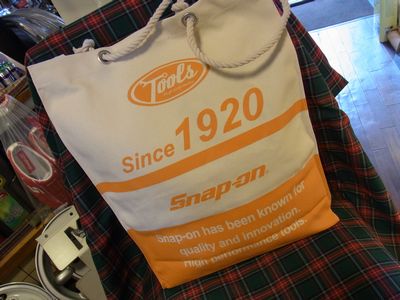 Tools
Since 1920
Snap-on
Snap-on has been known for
quality and innovation.
high performance tools.